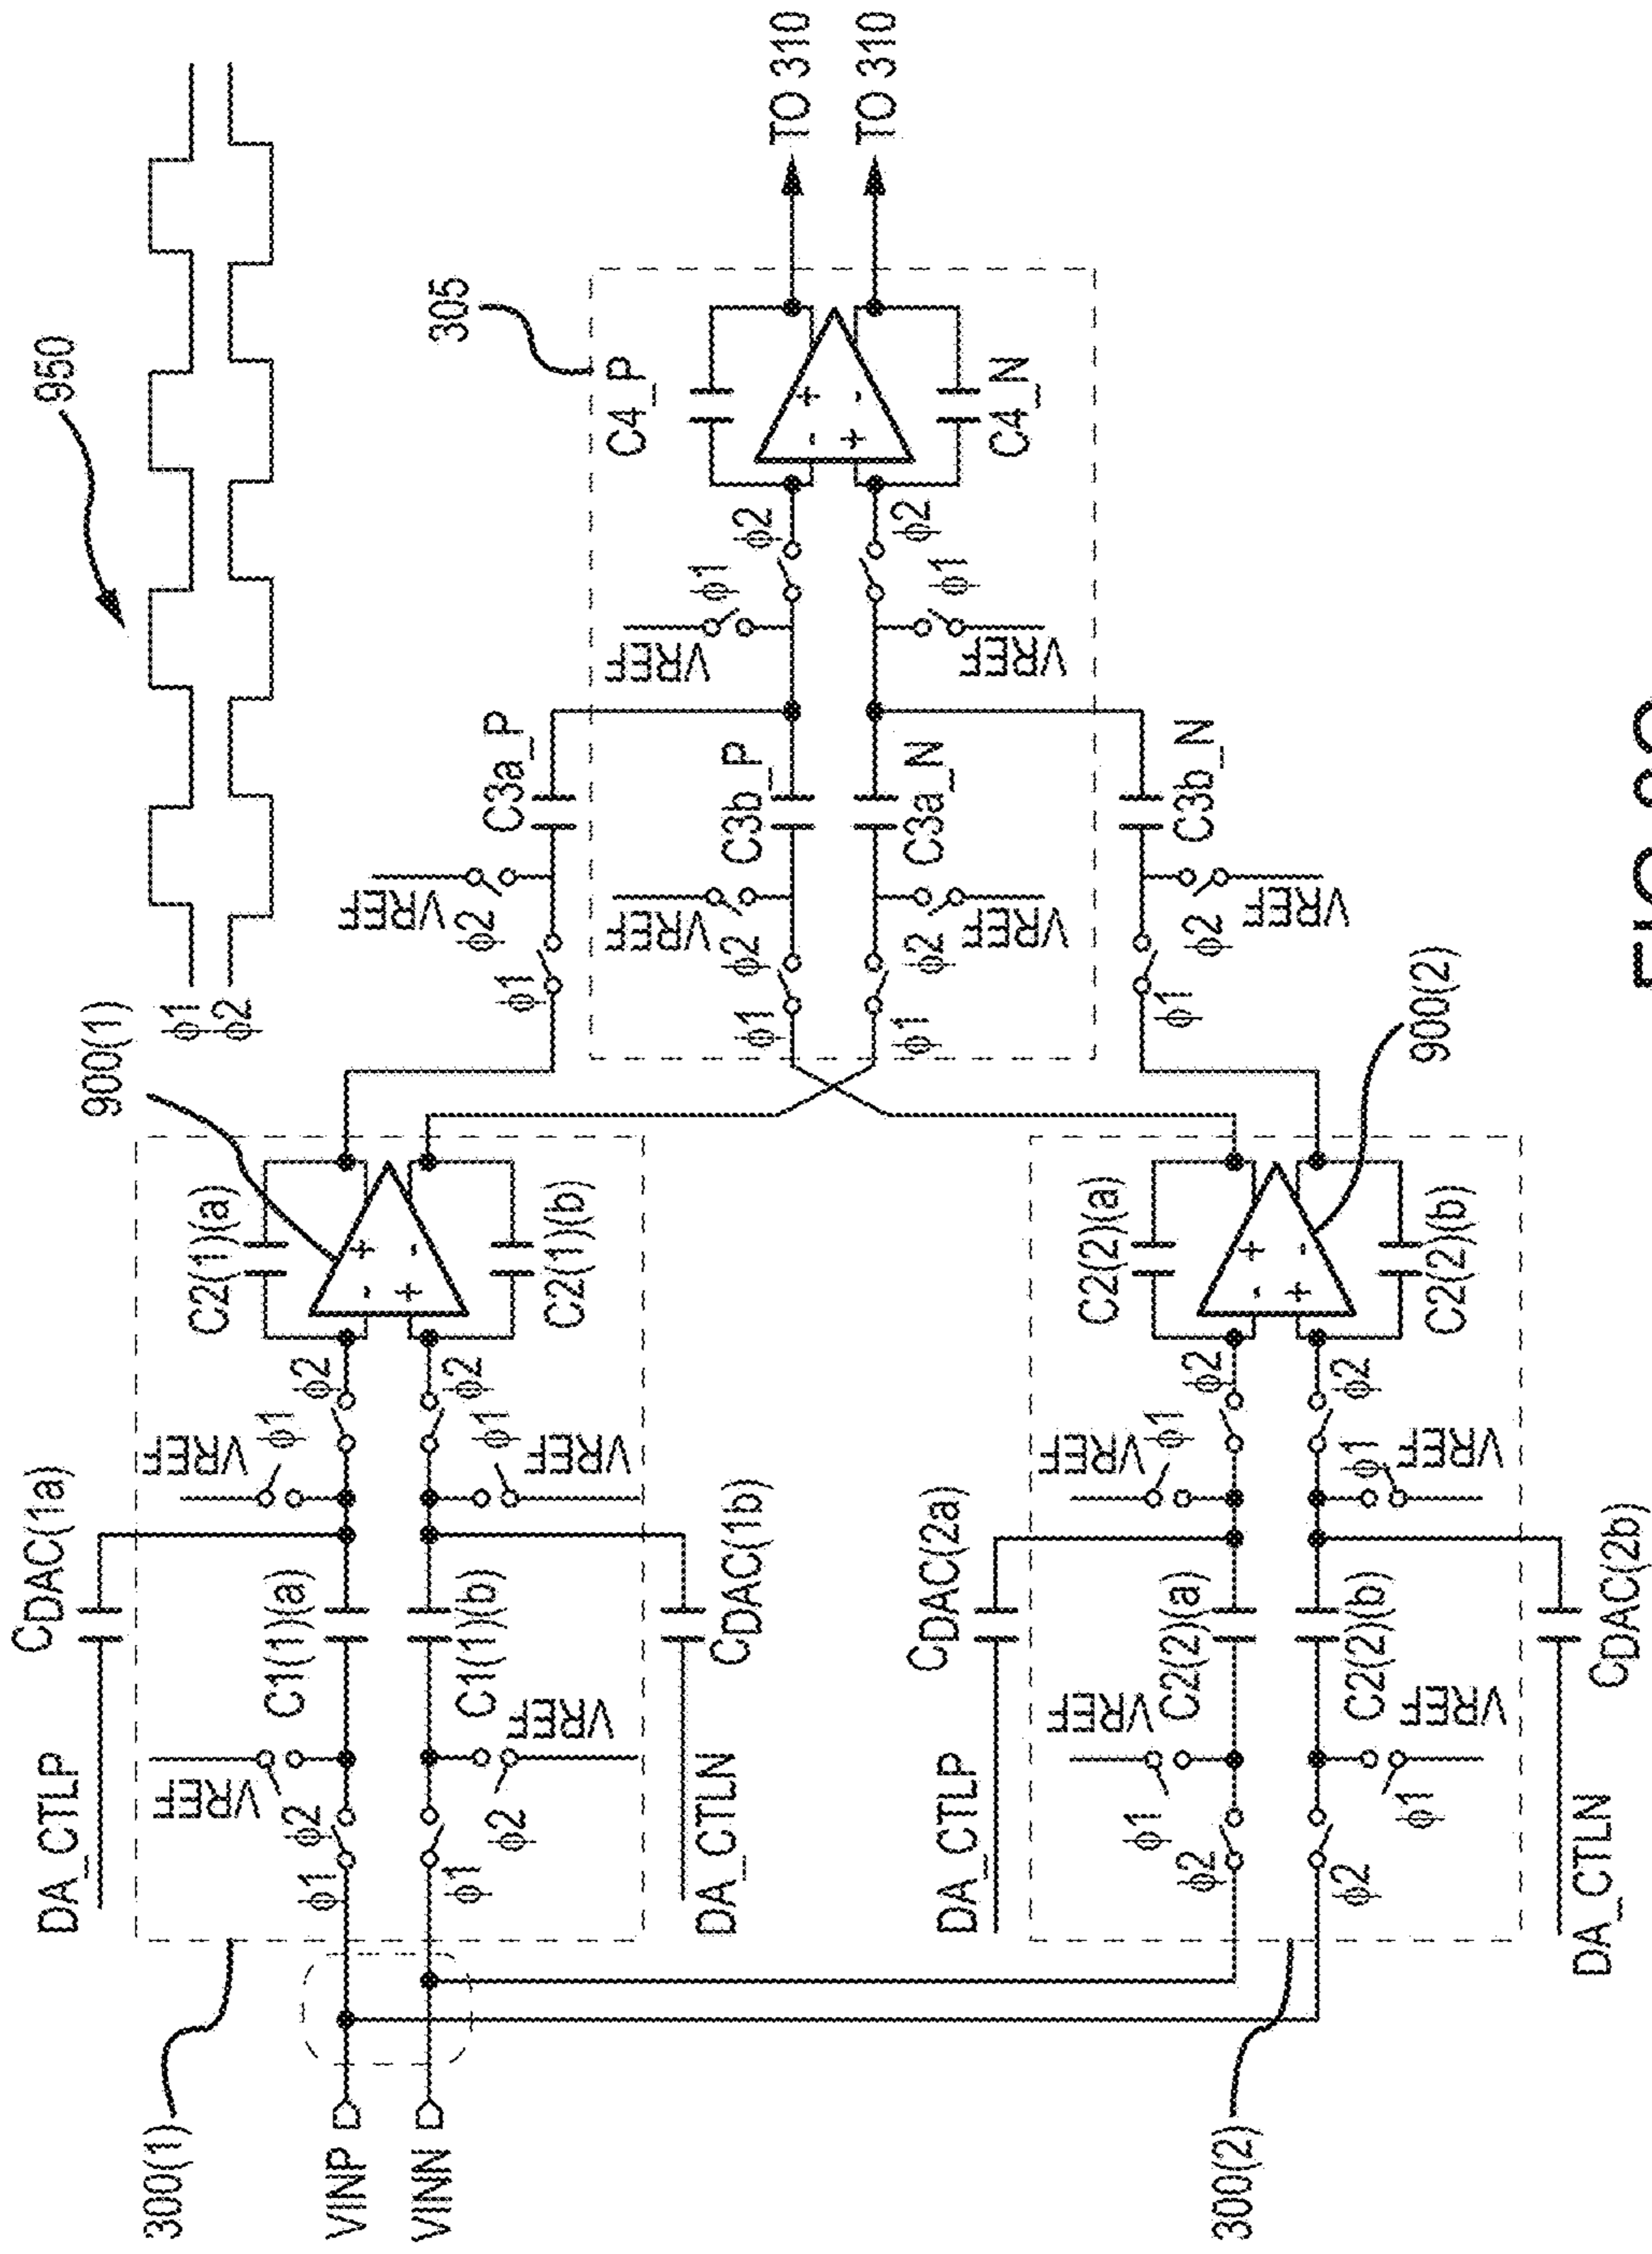 CDAC(1a)
DA_CTLP
950
900(1)
300(1)
VREF
C1(1)(a)
VREF
C2(1)(a)
ϕ1
ϕ2
ϕ1
ϕ2
ϕ1
ϕ2
VINP
VINN
ϕ1
ϕ2
C1(1)(b)
VREF
ϕ1
VREF
ϕ2
C2(1)(b)
DA_CTLN
CDAC(1b)
VREF
ϕ2
ϕ1
C3a_P
305
C4_P
VREF
ϕ2
ϕ1
C3b_P
VREF
ϕ1
ϕ2
+
-
-
+
TO 310
TO 310
ϕ1
ϕ2
VREF
C3a_N
VREF
ϕ1
ϕ2
C4_N
ϕ1
ϕ2
VREF
C3b_N
+
-
-
+
DA_CTLP
CDAC(2a)
VREF
C2(2)(a)
VREF
C2(2)(a)
ϕ1
ϕ2
ϕ1
ϕ2
+
-
-
+
300(2)
ϕ2
ϕ1
C2(2)(b)
VREF
ϕ1
VREF
ϕ2
C2(2)(b)
900(2)
DA_CTLN
CDAC(2b)